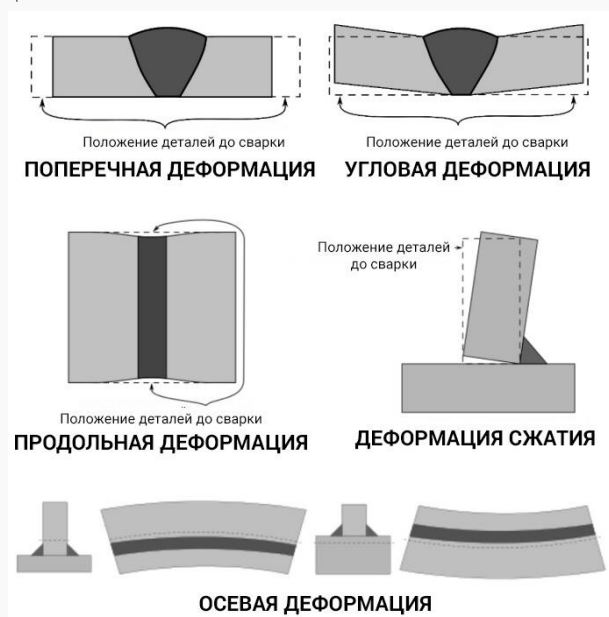 Положение деталей до сварки
ПОПЕРЕЧНАЯ ДЕФОРМАЦИЯ
Положение деталей до сварки
УГЛОВАЯ ДЕФОРМАЦИЯ
Положение деталей до сварки
ПРОДОЛЬНАЯ ДЕФОРМАЦИЯ
Положение деталей
до сварки
ДЕФОРМАЦИЯ СЖАТИЯ
ОСЕВАЯ ДЕФОРМАЦИЯ